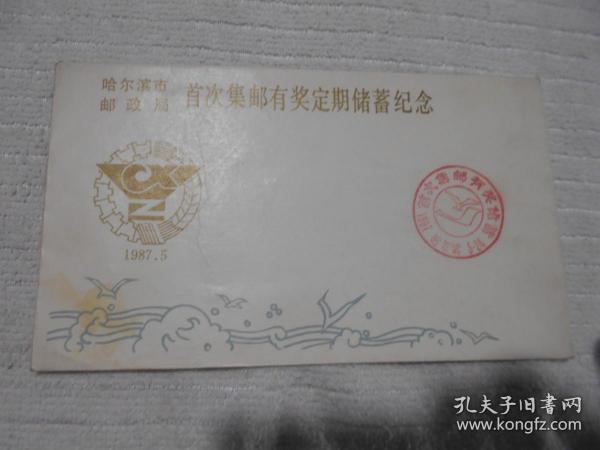 哈尔滨市
邮政局 首次集邮有奖定期储蓄纪念
1987.5
孔夫子旧书网
www.kongfz.com